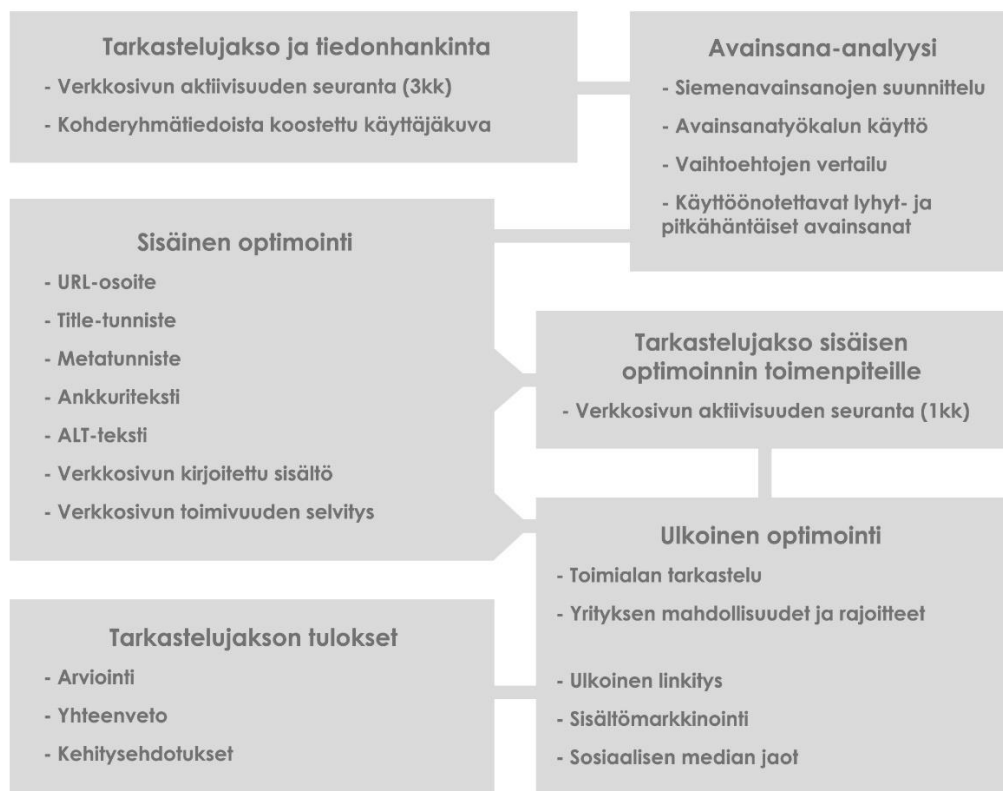 Tarkastelujakso ja tiedonhankinta
- Verkkosivun aktiivisuuden seuranta (3kk)
- Kohderyhmätiedoista koostettu käyttäjäkuva
Avainsana-analyysi
- Siemenavainsanojen suunnittelu
- Avainsanatyökalun käyttö
- Vaihtoehtojen vertailu
- Käyttöönotettavat lyhyt- ja
pitkähäntäiset avainsanat
Sisäinen optimointi
- URL-osoite
- Title-tunniste
- Metatunniste
- Ankkuriteksti
- ALT-teksti
- Verkkosivun kirjoitettu sisältö
- Verkkosivun toimivuuden selvitys
Tarkastelujakso sisäisen
optimoinnin toimenpiteille
- Verkkosivun aktiivisuuden seuranta (1kk)
Ulkoinen optimointi
- Toimialan tarkastelu
- Yrityksen mahdollisuudet ja rajoitteet
- Ulkoinen linkitys
- Sisältömarkkinointi
- Sosiaalisen median jaot
Tarkastelujakson tulokset
- Arviointi
- Yhteenveto
- Kehitysehdotukset